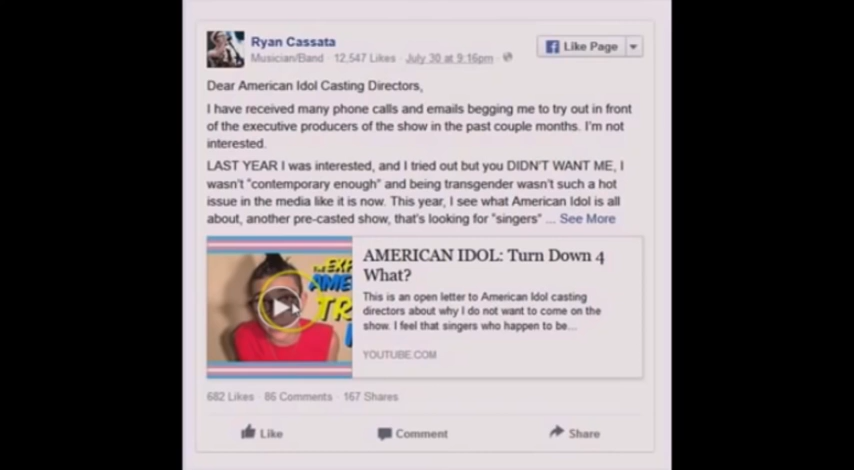 Ryan Cassata
Musician/Band · 12,547 Likes · July 30 at 9:16pm ·
Like Page
Dear American Idol Casting Directors,
I have received many phone calls and emails begging me to try out in front
of the executive producers of the show in the past couple months. I'm not
interested.
LAST YEAR I was interested, and I tried out but you DIDN'T WANT ME, I
wasn't "contemporary enough" and being transgender wasn't such a hot
issue in the media like it is now. This year, I see what American Idol is all
about, another pre-casted show, that's looking for "singers" ... See More
AMERICAN IDOL: Turn Down 4
What?
This is an open letter to American Idol casting
directors about why I do not want to come on the
show. I feel that singers who happen to be...
YOUTUBE.COM
682 Likes · 86 Comments · 167 Shares
Like
Comment
Share